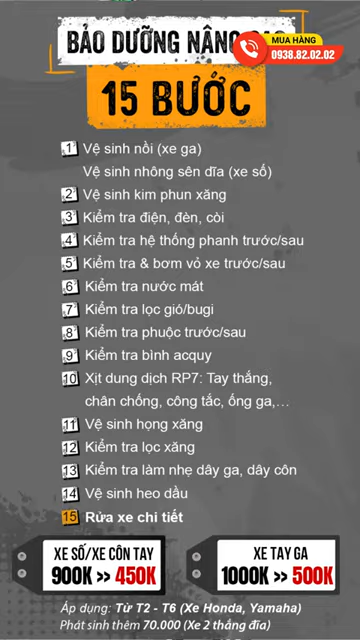 BẢO DƯỠNG NÂNG
MUA HÀNG
0938.82.02.02
15 BƯỚC
1 Vệ sinh nồi (xe ga)
Vệ sinh nhông sên dĩa (xe số)
2 Vệ sinh kim phun xăng
3 Kiểm tra điện, đèn, còi
4 Kiểm tra hệ thống phanh trước/sau
5 Kiểm tra & bơm vỏ xe trước/sau
6 Kiểm tra nước mát
7 Kiểm tra lọc gió/bugi
8 Kiểm tra phuộc trước/sau
9 Kiểm tra bình acquy
10 Xịt dung dịch RP7: Tay thắng,
chân chống, công tắc, ống ga,...
11 Vệ sinh họng xăng
12 Kiểm tra lọc xăng
13 Kiểm tra làm nhẹ dây ga, dây côn
14 Vệ sinh heo dầu
15 Rửa xe chi tiết
XE SỐ/XE CÔN TAY
900K >> 450K
XE TAY GA
1000K >> 500K
Áp dụng: Từ T2 - T6 (Xe Honda, Yamaha)
Phát sinh thêm 70.000 (Xe 2 thắng đĩa)